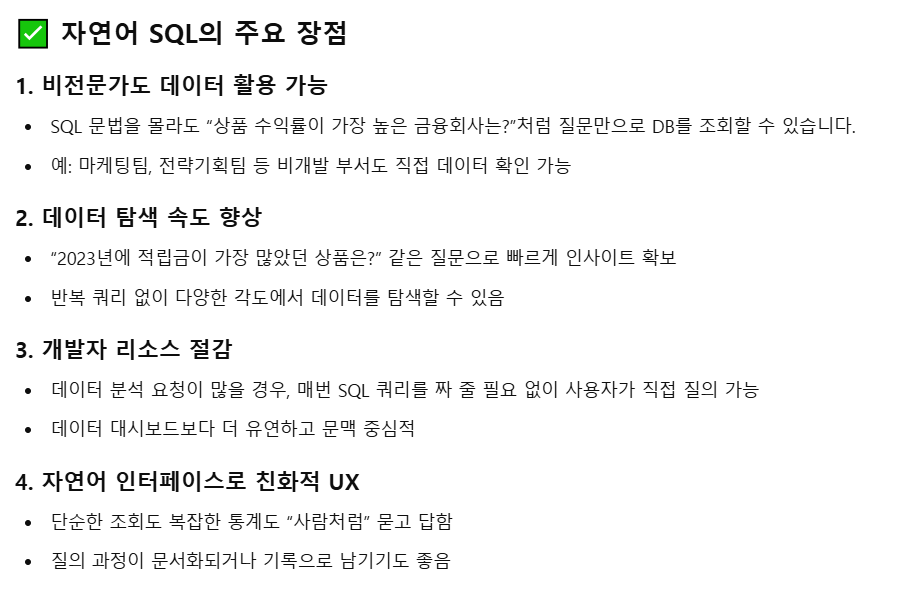 ✅ 자연어 SQL의 주요 장점
1. 비전문가도 데이터 활용 가능
• SQL 문법을 몰라도 “상품 수익률이 가장 높은 금융회사는?”처럼 질문만으로 DB를 조회할 수 있습니다.
• 예: 마케팅팀, 전략기획팀 등 비개발 부서도 직접 데이터 확인 가능
2. 데이터 탐색 속도 향상
• “2023년에 적립금이 가장 많았던 상품은?” 같은 질문으로 빠르게 인사이트 확보
• 반복 쿼리 없이 다양한 각도에서 데이터를 탐색할 수 있음
3. 개발자 리소스 절감
• 데이터 분석 요청이 많을 경우, 매번 SQL 쿼리를 짜 줄 필요 없이 사용자가 직접 질의 가능
• 데이터 대시보드보다 더 유연하고 문맥 중심적
4. 자연어 인터페이스로 친화적 UX
• 단순한 조회도 복잡한 통계도 “사람처럼” 묻고 답함
• 질의 과정이 문서화되거나 기록으로 남기기도 좋음